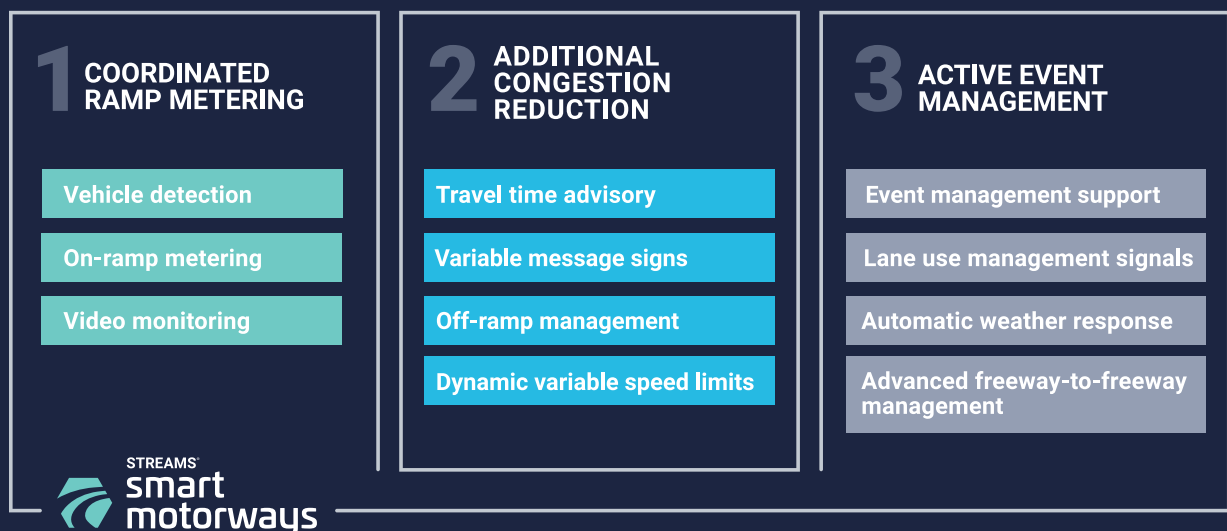 1
COORDINATED
RAMP METERING
Vehicle detection
On-ramp metering
Video monitoring
2
ADDITIONAL
CONGESTION
REDUCTION
Travel time advisory
Variable message signs
Off-ramp management
Dynamic variable speed limits
3
ACTIVE EVENT
MANAGEMENT
Event management support
Lane use management signals
Automatic weather response
Advanced freeway-to-freeway
management
STREAMS®
smart
motorways